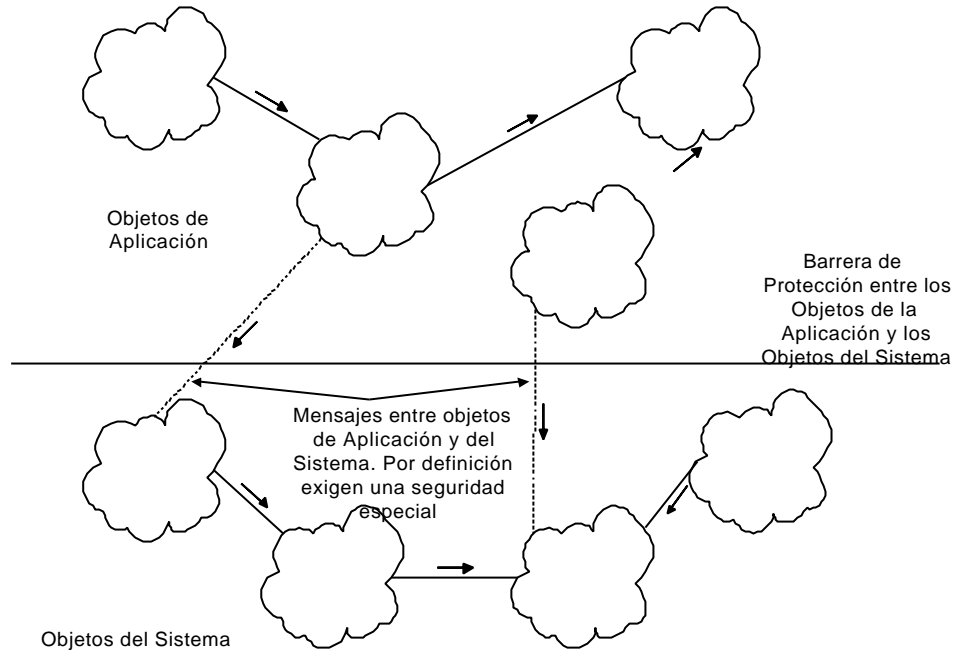 Objetos de
Aplicación
Barrera de
Protección entre los
Objetos de la
Aplicación y los
Objetos del Sistema
Mensajes entre objetos
de Aplicación y del
Sistema. Por definición
exigen una seguridad
especial
Objetos del Sistema